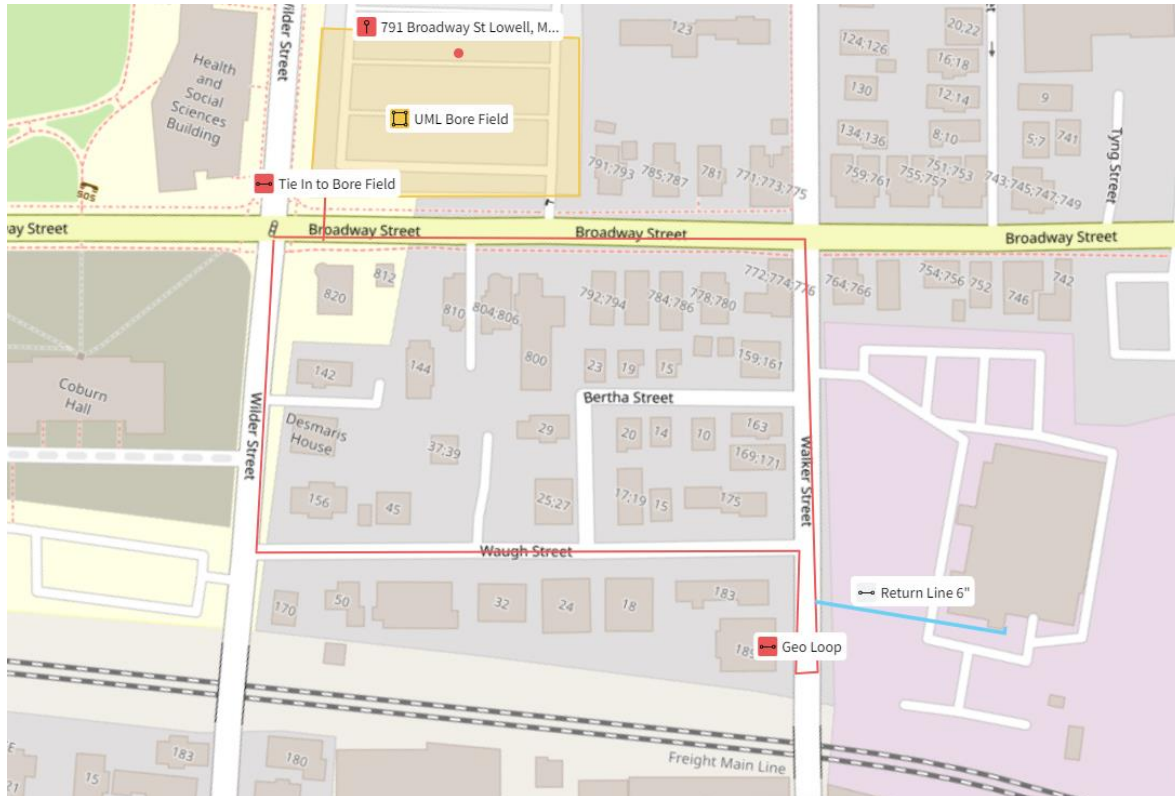 Wilder Street
791 Broadway St Lowell, M...
123
20;22
124;126
16;18
Health
and
Social
Sciences
Building
130
12;14
9
UML Bore Field
134;136
8;10
5;7
741
Tyng Street
791;793
785;787
781
771;773;775
759;761
755;757
751;753
743;745;747;749
SOS
Tie In to Bore Field
ay Street
Broadway Street
Broadway Street
Broadway Street
820
812
810
804;806
792;794
784;786
778;780
772;774;776
764;766
754;756
752
746
742
800
142
144
23
19
15
159;161
Coburn
Hall
Wilder Street
Bertha Street
Desmaris
House
37;39
29
20
14
10
163
169;171
Walker Street
156
45
25;27
17;19
15
175
Waugh Street
170
50
32
24
18
183
Return Line 6"
Geo Loop
Freight Main Line
183
180
15
21